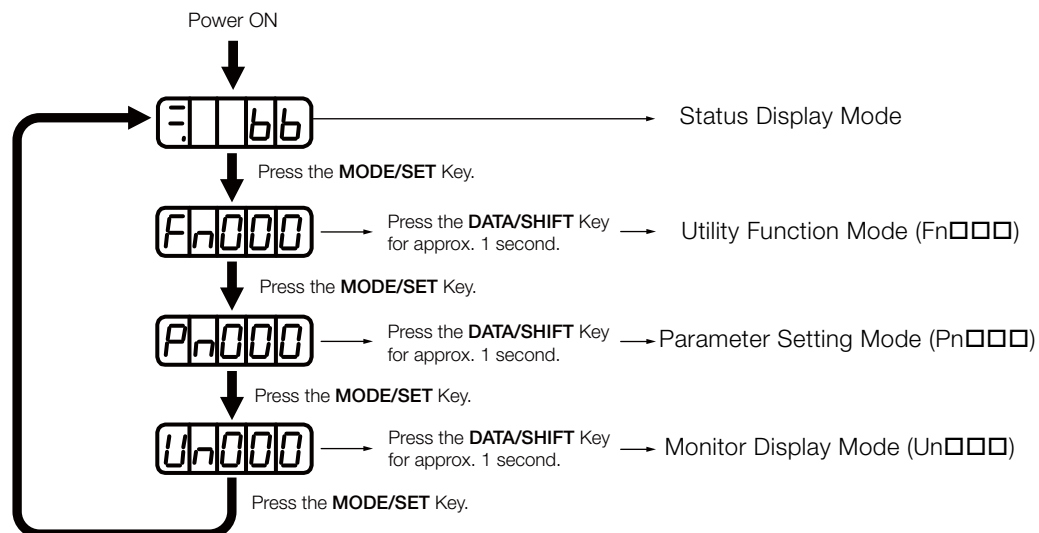 Power ON
bb
Status Display Mode
Press the MODE/SET Key.
Fn000
Press the DATA/SHIFT Key
for approx. 1 second.
Utility Function Mode (Fn□□□)
Press the MODE/SET Key.
Pn000
Press the DATA/SHIFT Key
for approx. 1 second.
Parameter Setting Mode (Pn□□□)
Press the MODE/SET Key.
Un000
Press the DATA/SHIFT Key
for approx. 1 second.
Monitor Display Mode (Un□□□)
Press the MODE/SET Key.